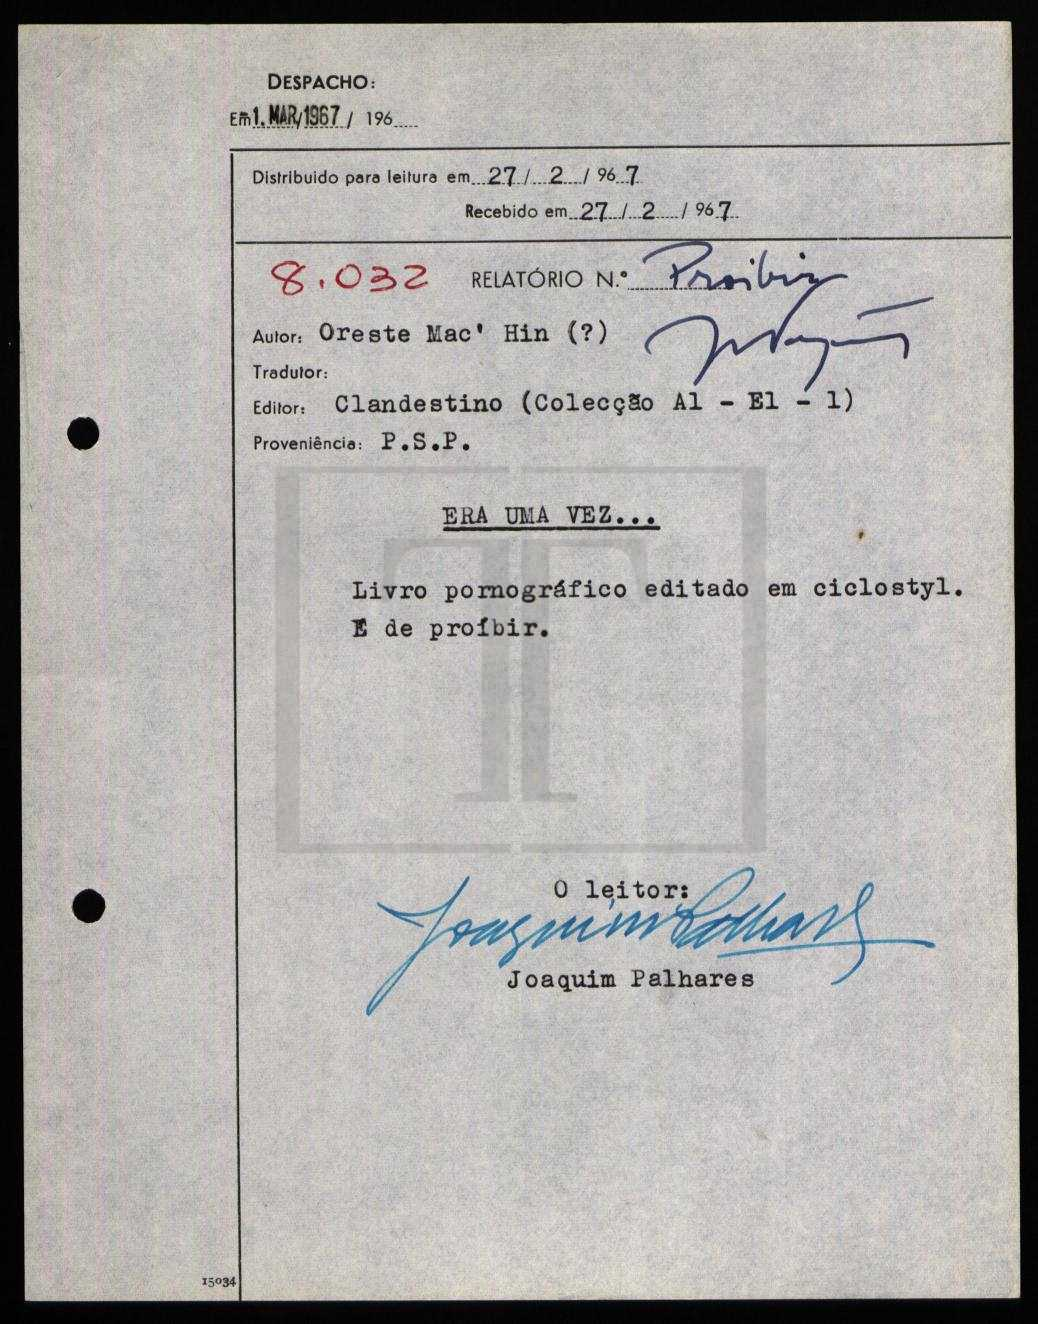 DESPACHO:
Em 1. MAR/1967 / 196
Distribuido para leitura em 27 / 2 / 967
Recebido em 27 / 2 / 967
8.032 RELATÓRIO N.º Proibir
Autor: Oreste Mac' Hin (?)
Tradutor:
Editor: Clandestino (Colecção Al - El - 1)
Proveniência: P.S.P.
ERA UMA VEZ...
Livro pornográfico editado em ciclostyl.
E de proíbir.
O leitor:
Joaquim Palhares
Joaquim Palhares
15034